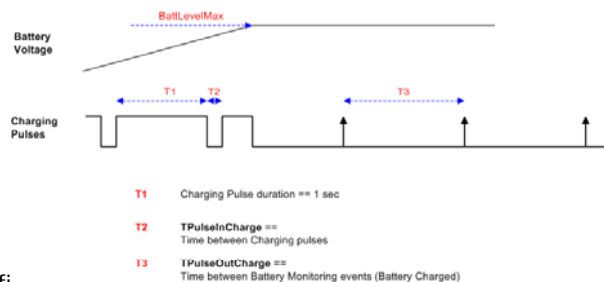 BattLevelMax
Battery
Voltage
T1
T2
T3
Charging
Pulses
T1 Charging Pulse duration == 1 sec
T2 TPulseInCharge ==
Time between Charging pulses
T3 TPulseOutCharge ==
Time between Battery Monitoring events (Battery Charged)